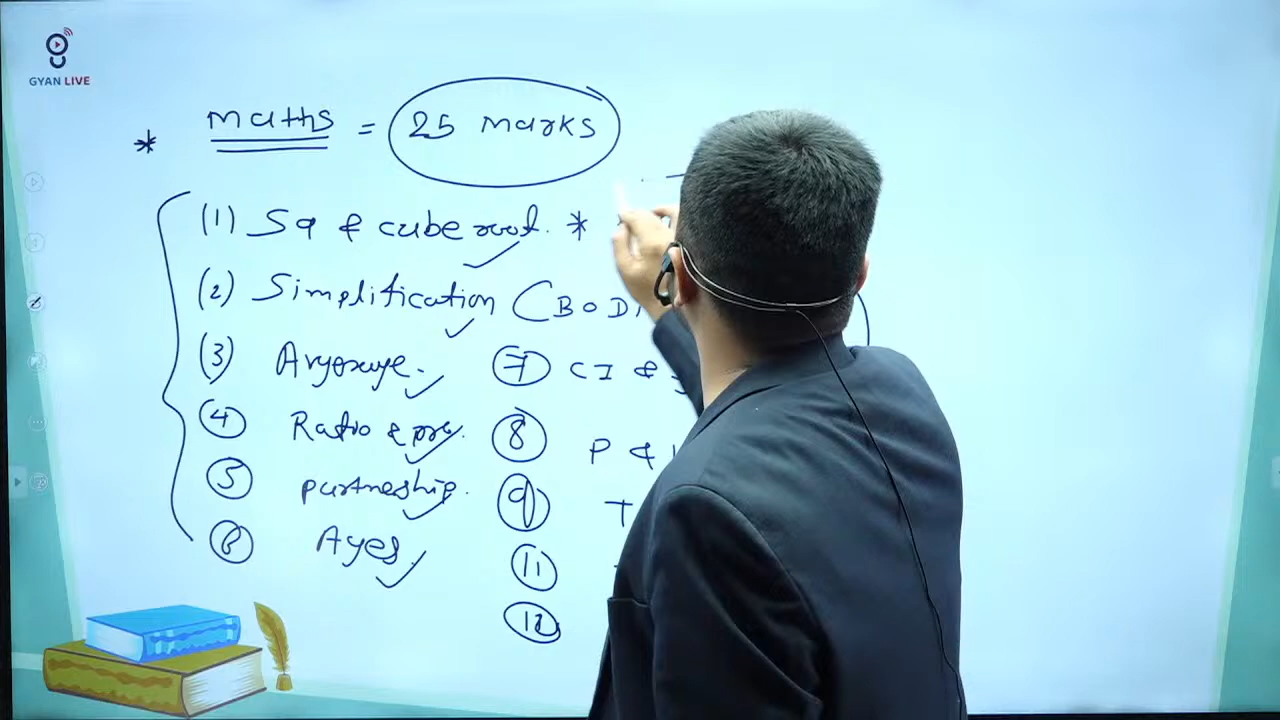 GYAN LIVE
* maths = 25 marks
(1) Sq & cube root. *
(2) Simplification (BOD
(3) Avyerage.
(4) Ratio & pro.
(5) partneship.
(6) Ayes.
(7) CI &
(8) P &
(9) T
(11)
(12)